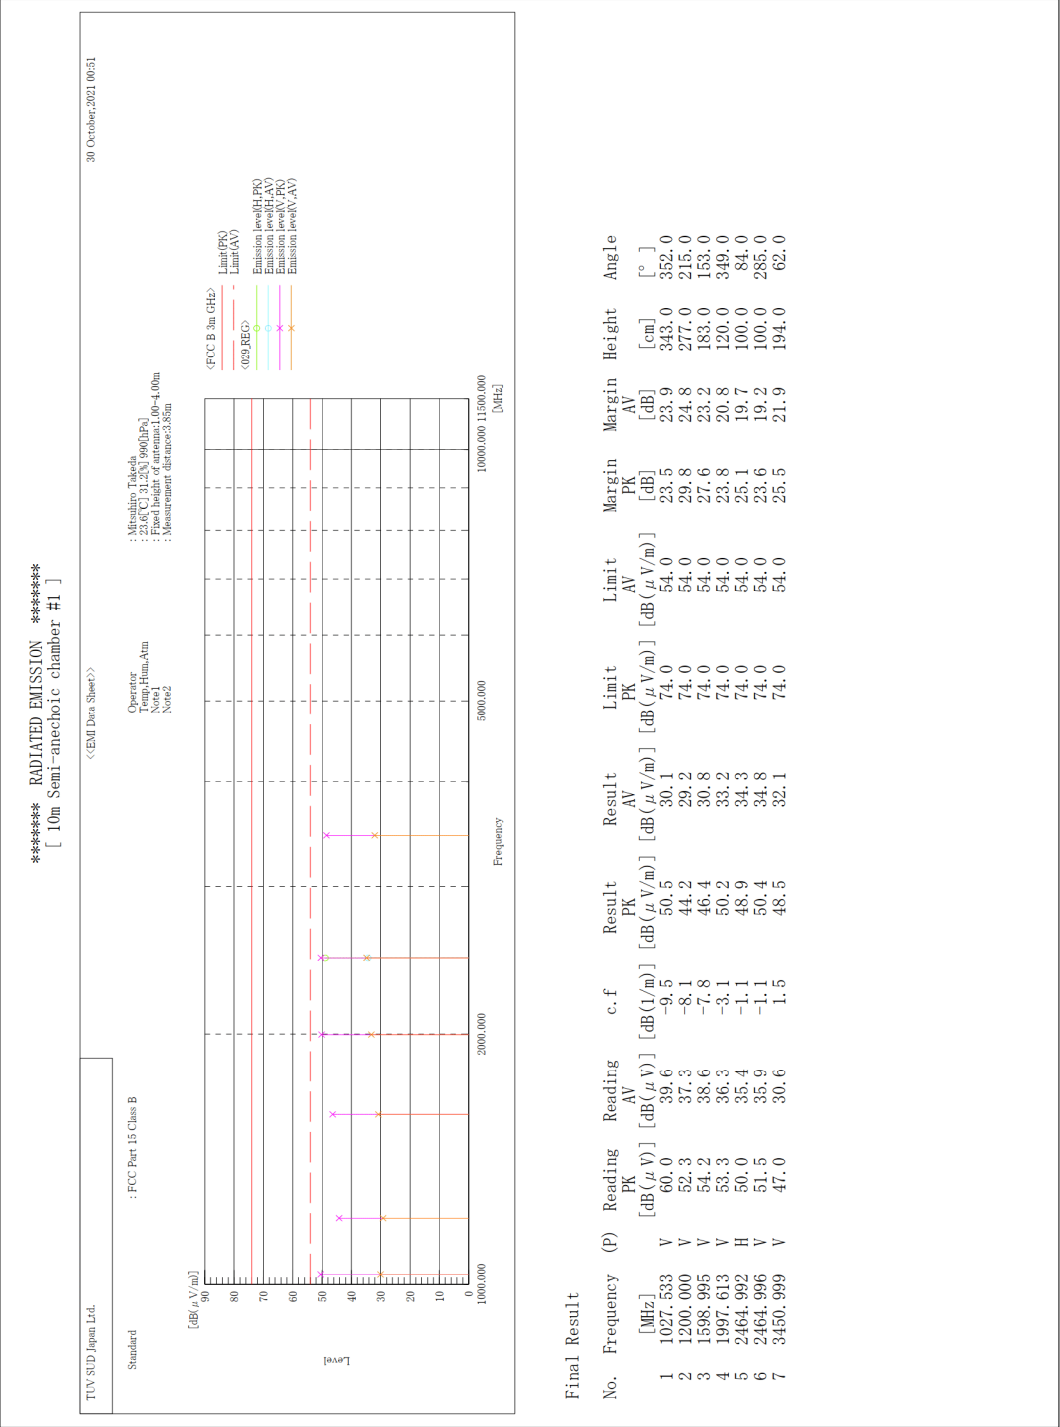 ******* RADIATED EMISSION *******
[ 10m Semi-anechoic chamber #1 ]
<<EMI Data Sheet>>
TUV SUD Japan Ltd.
30 October,2021 00:51
Standard : FCC Part 15 Class B
Operator : Mitsuhiro Takeda
Temp,Hum,Atm : 23.6[℃] 31.2[%] 990[hPa]
Note1 : Fixed height of antenna:1.00-4.00m
Note2 : Measurement distance:3.85m
<FCC B 3m GHz>
Limit(PK)
Limit(AV)
<029_REG>
Emission level(H,PK)
Emission level(H,AV)
Emission level(V,PK)
Emission level(V,AV)
[dB(μV/m)]
90
80
70
60
50
40
30
20
10
0
Level
1000.000 2000.000 5000.000 10000.000 11500.000
[MHz]
Frequency
Final Result
No. Frequency (P) Reading Reading c.f Result Result Limit Limit Margin Margin Height Angle
PK AV PK AV PK AV PK AV
[MHz] [dB(μV)] [dB(μV)] [dB(1/m)] [dB(μV/m)] [dB(μV/m)] [dB(μV/m)] [dB(μV/m)] [dB] [dB] [cm] [° ]
1 1027.533 V 60.0 39.6 -9.5 50.5 30.1 74.0 54.0 23.5 23.9 343.0 352.0
2 1200.000 V 52.3 37.3 -8.1 44.2 29.2 74.0 54.0 29.8 24.8 277.0 215.0
3 1598.995 V 54.2 38.6 -7.8 46.4 30.8 74.0 54.0 27.6 23.2 183.0 153.0
4 1997.613 V 53.3 36.3 -3.1 50.2 33.2 74.0 54.0 23.8 20.8 120.0 349.0
5 2464.992 H 50.0 35.4 -1.1 48.9 34.3 74.0 54.0 25.1 19.7 100.0 84.0
6 2464.996 V 51.5 35.9 -1.1 50.4 34.8 74.0 54.0 23.6 19.2 100.0 285.0
7 3450.999 V 47.0 30.6 1.5 48.5 32.1 74.0 54.0 25.5 21.9 194.0 62.0